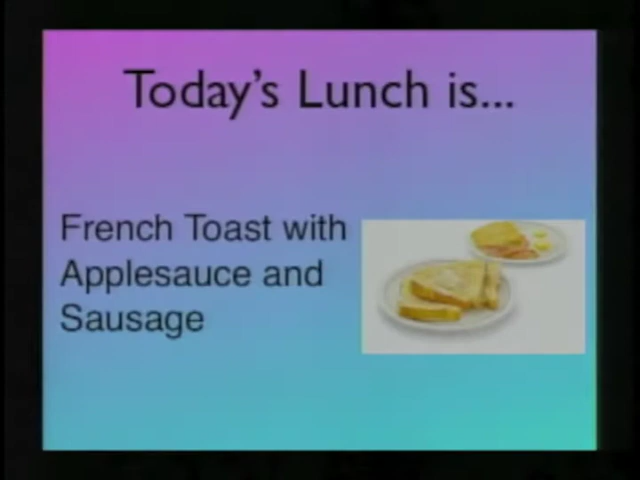 Today's Lunch is...
French Toast with
Applesauce and
Sausage